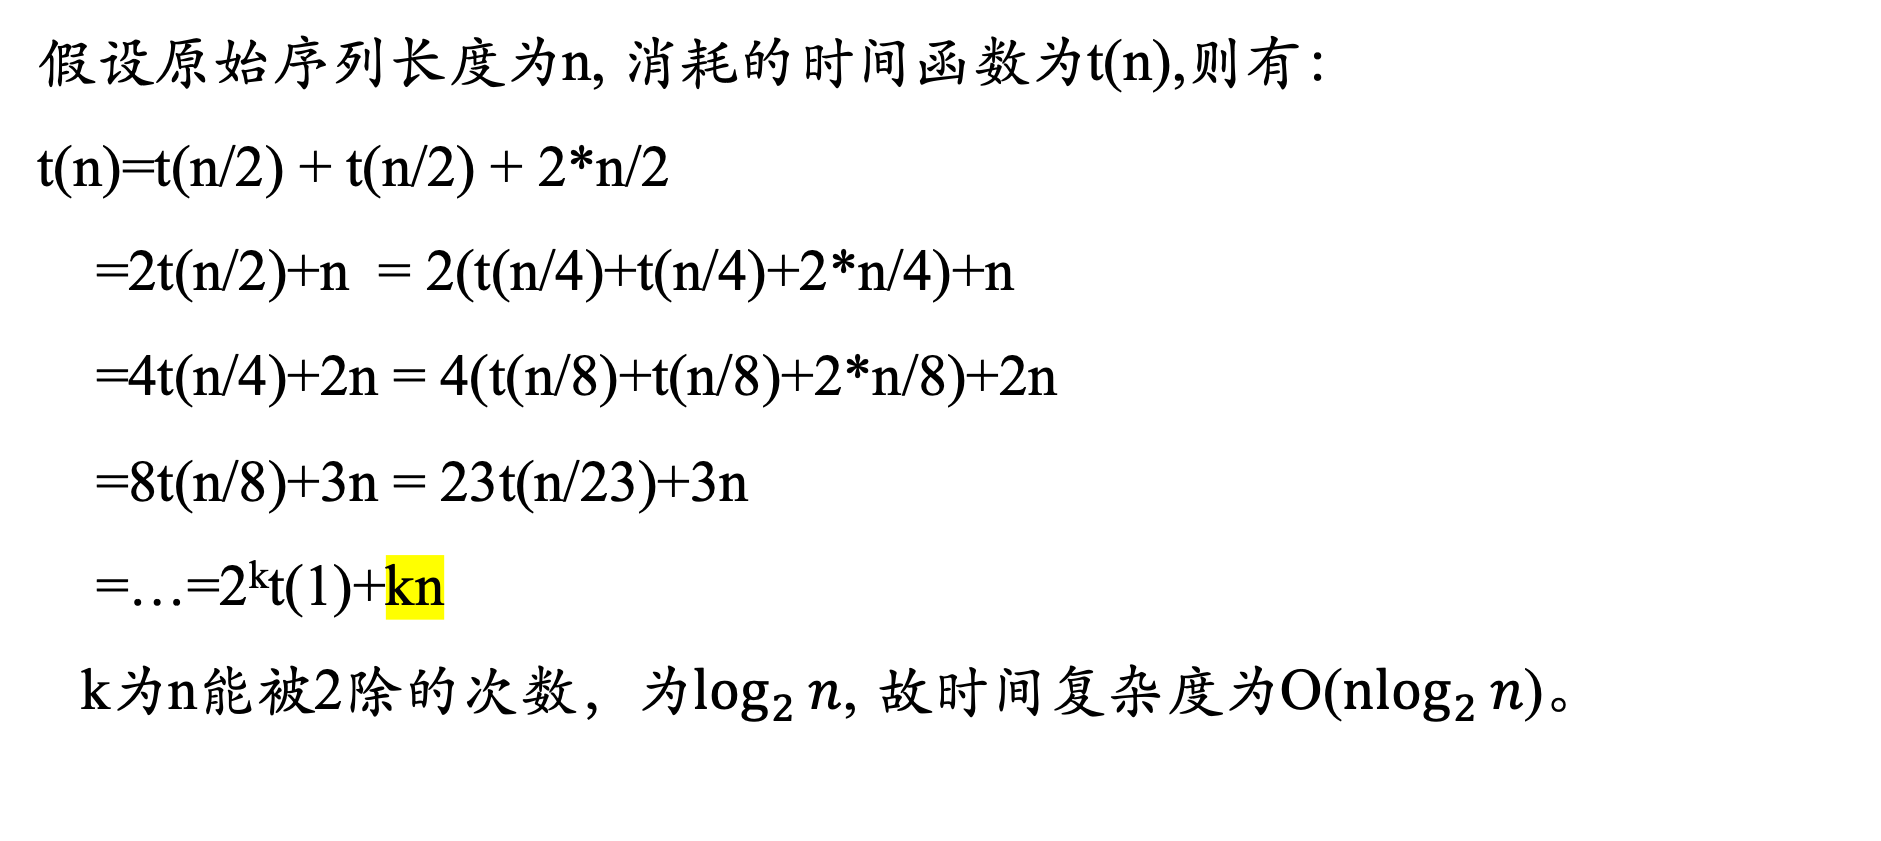 假设原始序列长度为n, 消耗的时间函数为t(n),则有：
t(n)=t(n/2) + t(n/2) + 2*n/2
=2t(n/2)+n = 2(t(n/4)+t(n/4)+2*n/4)+n
=4t(n/4)+2n = 4(t(n/8)+t(n/8)+2*n/8)+2n
=8t(n/8)+3n = 23t(n/23)+3n
=…=2ᵏt(1)+kn
k为n能被2除的次数，为log₂ n, 故时间复杂度为O(nlog₂ n)。